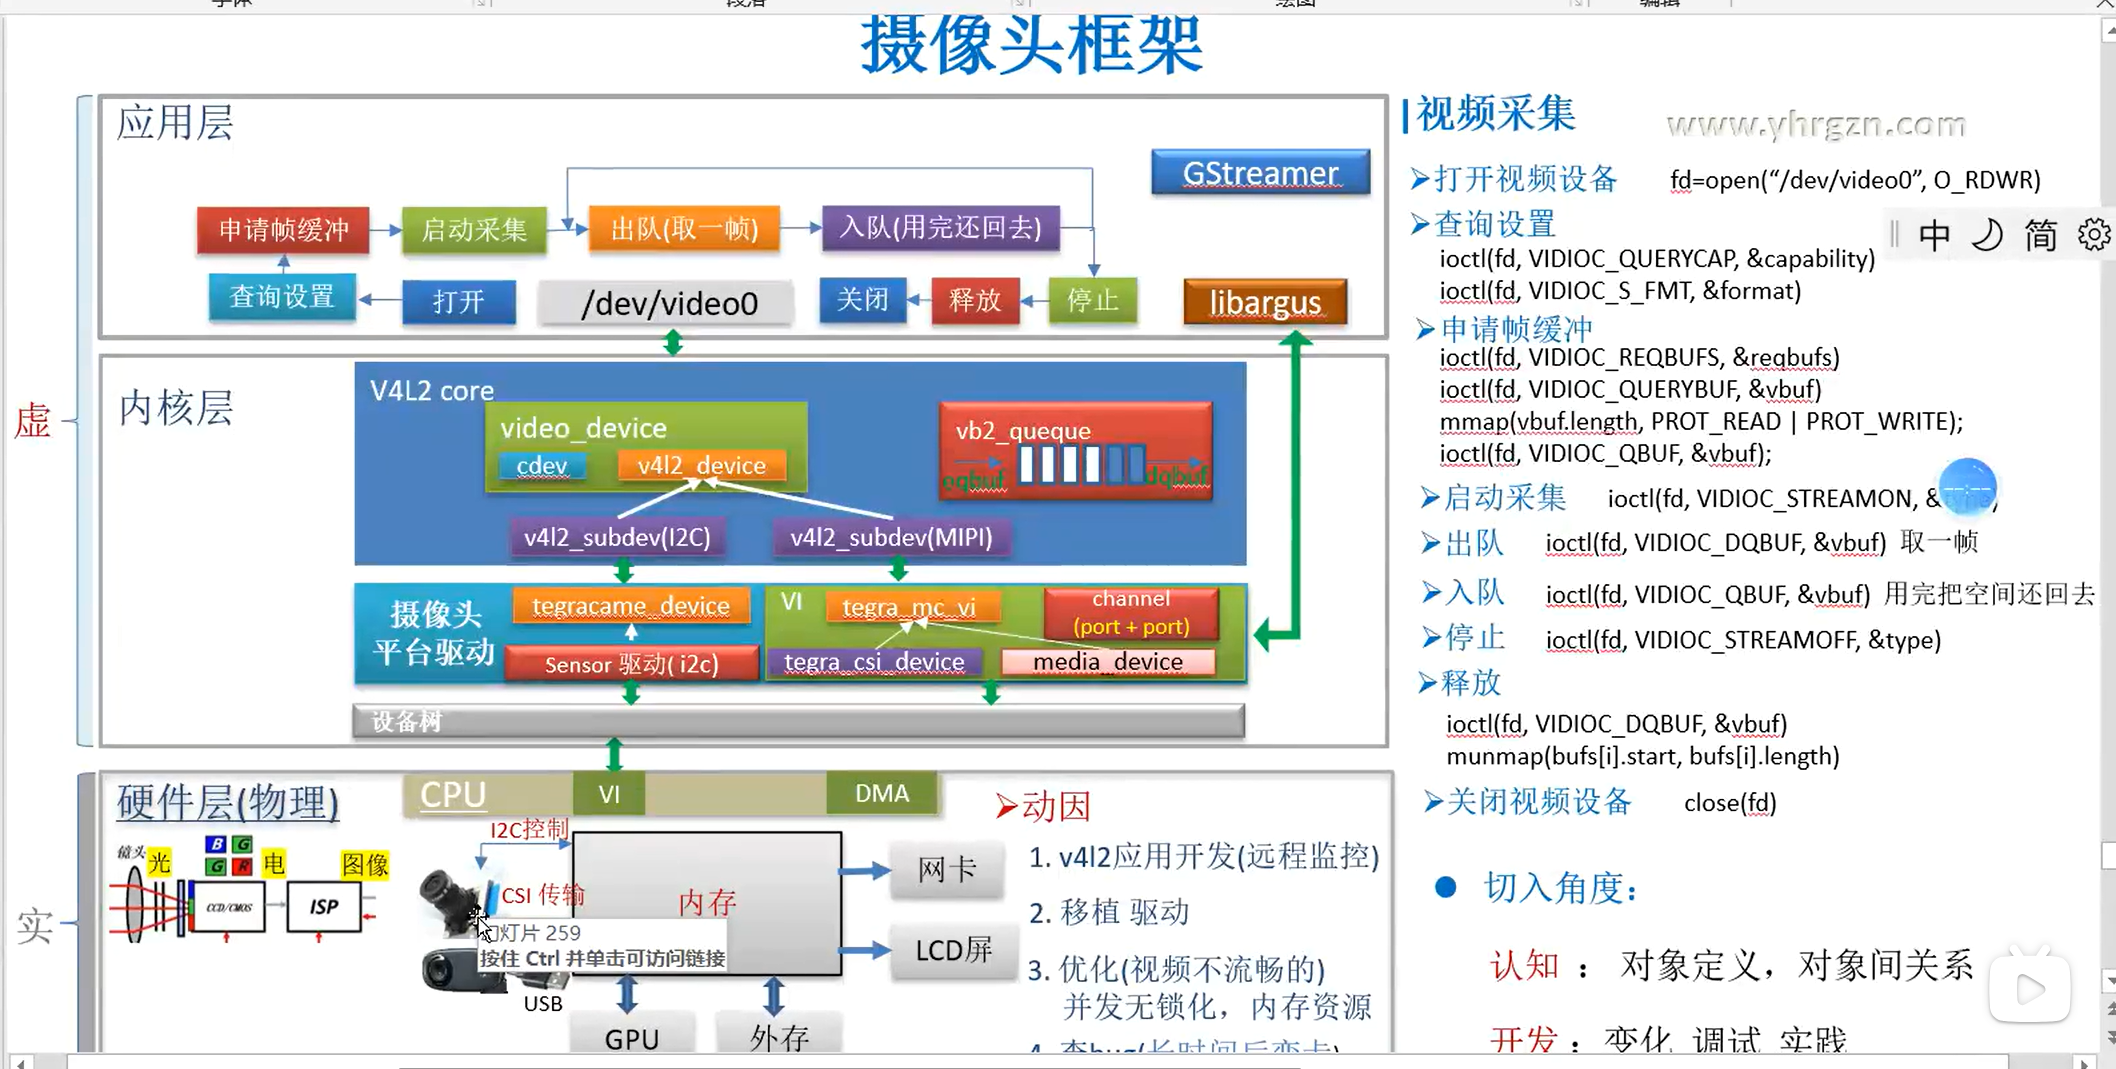 摄像头框架
应用层
GStreamer
申请帧缓冲
启动采集
出队(取一帧)
入队(用完还回去)
查询设置
打开
/dev/video0
关闭
释放
停止
libargus
虚
内核层
V4L2 core
video_device
cdev
v4l2_device
vb2_queque
eqbuf
dqbuf
v4l2_subdev(I2C)
v4l2_subdev(MIPI)
摄像头
平台驱动
tegracame_device
Sensor 驱动( i2c)
VI
tegra_mc_vi
channel
(port + port)
tegra_csi_device
media_device
设备树
实
硬件层(物理)
CPU
VI
DMA
镜头
光
B
G
G
R
电
图像
CCD/CMOS
ISP
I2C控制
CSI 传输
内存
幻灯片 259
按住 Ctrl 并单击可访问链接
USB
网卡
LCD屏
GPU
外存
➢动因
1. v4l2应用开发(远程监控)
2. 移植 驱动
3. 优化(视频不流畅的)
并发无锁化，内存资源
4. 查bug(长时间后变卡)
视频采集
www.yhrgzn.com
➢打开视频设备 fd=open(“/dev/video0”, O_RDWR)
➢查询设置
中 简
ioctl(fd, VIDIOC_QUERYCAP, &capability)
ioctl(fd, VIDIOC_S_FMT, &format)
➢申请帧缓冲
ioctl(fd, VIDIOC_REQBUFS, &reqbufs)
ioctl(fd, VIDIOC_QUERYBUF, &vbuf)
mmap(vbuf.length, PROT_READ | PROT_WRITE);
ioctl(fd, VIDIOC_QBUF, &vbuf);
➢启动采集 ioctl(fd, VIDIOC_STREAMON, &
➢出队 ioctl(fd, VIDIOC_DQBUF, &vbuf) 取一帧
➢入队 ioctl(fd, VIDIOC_QBUF, &vbuf) 用完把空间还回去
➢停止 ioctl(fd, VIDIOC_STREAMOFF, &type)
➢释放
ioctl(fd, VIDIOC_DQBUF, &vbuf)
munmap(bufs[i].start, bufs[i].length)
➢关闭视频设备 close(fd)
● 切入角度：
认知 ： 对象定义，对象间关系
开发 ： 变化 调试 实践